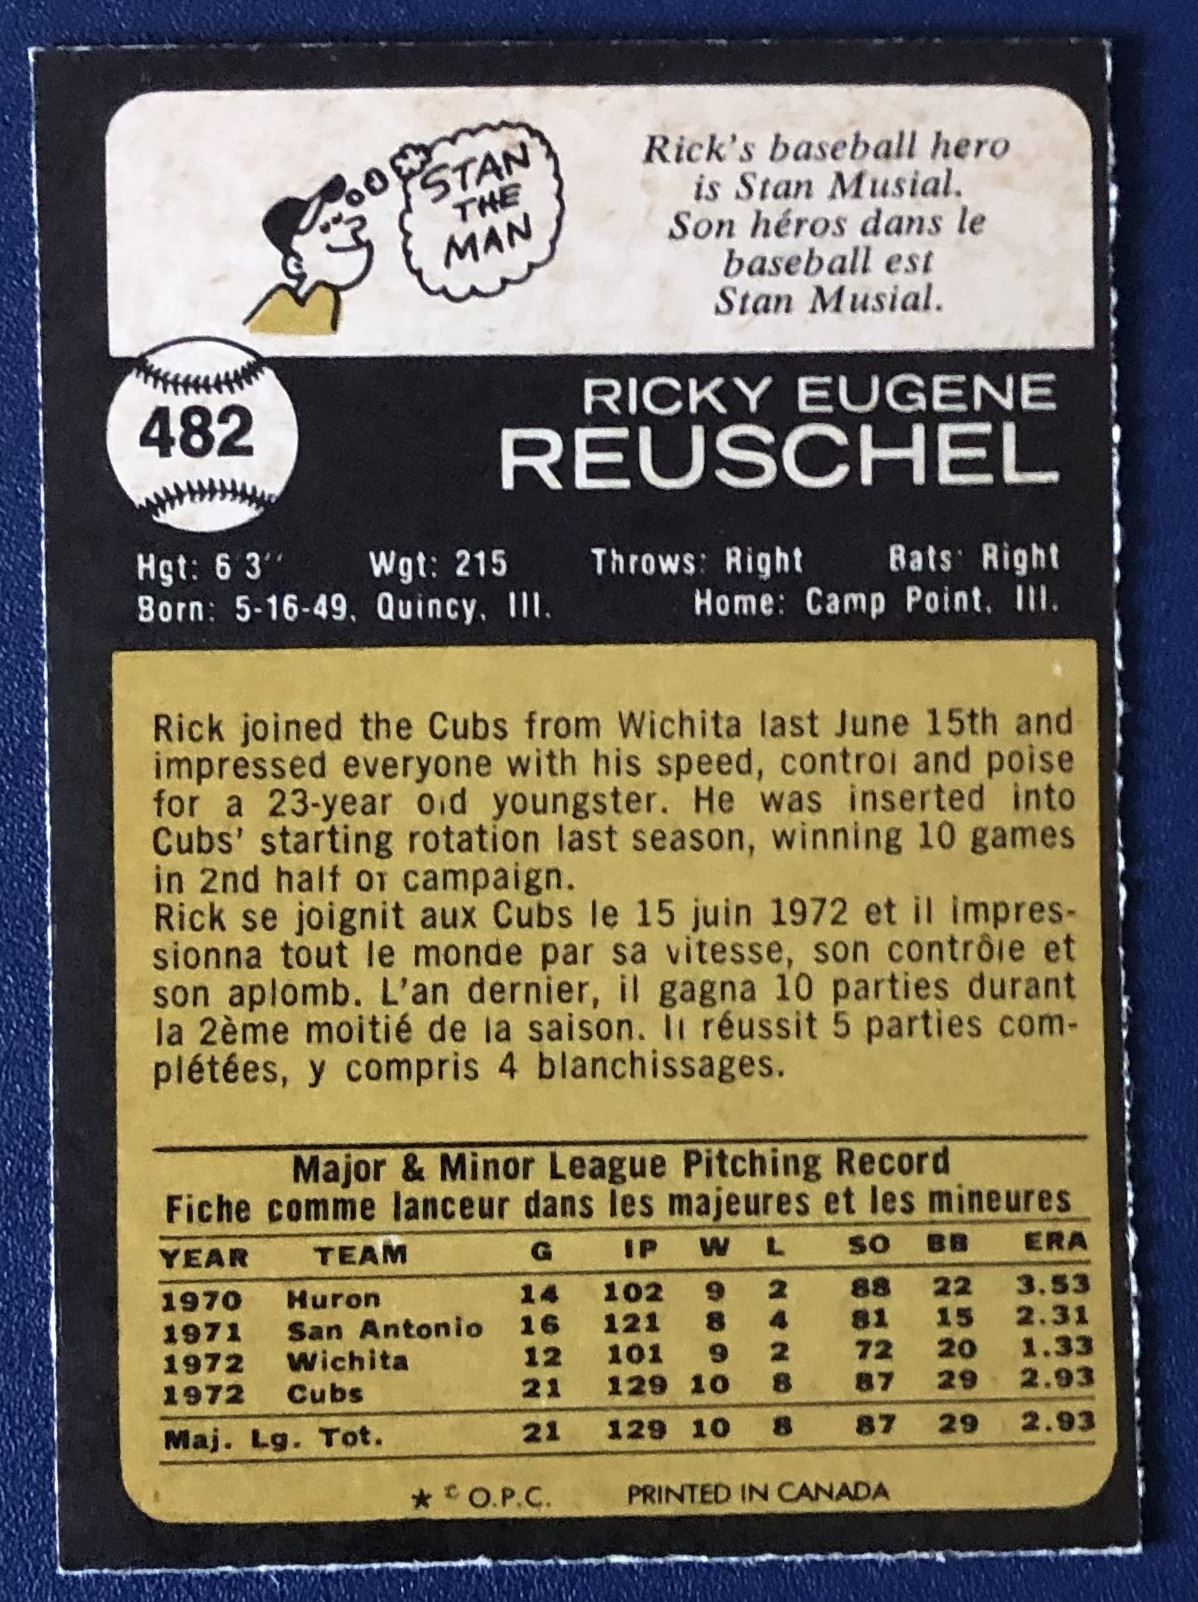 STAN
THE
MAN
Rick's baseball hero
is Stan Musial.
Son héros dans le
baseball est
Stan Musial.
482
RICKY EUGENE
REUSCHEL
Hgt: 6'3'' Wgt: 215 Throws: Right Bats: Right
Born: 5-16-49, Quincy, Ill. Home: Camp Point, Ill.
Rick joined the Cubs from Wichita last June 15th and
impressed everyone with his speed, control and poise
for a 23-year old youngster. He was inserted into
Cubs' starting rotation last season, winning 10 games
in 2nd half of campaign.
Rick se joignit aux Cubs le 15 juin 1972 et il impres-
sionna tout le monde par sa vitesse, son contrôle et
son aplomb. L'an dernier, il gagna 10 parties durant
la 2ème moitié de la saison. Il réussit 5 parties com-
plétées, y compris 4 blanchissages.
Major & Minor League Pitching Record
Fiche comme lanceur dans les majeures et les mineures
YEAR TEAM G IP W L SO BB ERA
1970 Huron 14 102 9 2 88 22 3.53
1971 San Antonio 16 121 8 4 81 15 2.31
1972 Wichita 12 101 9 2 72 20 1.33
1972 Cubs 21 129 10 8 87 29 2.93
Maj. Lg. Tot. 21 129 10 8 87 29 2.93
* © O.P.C. PRINTED IN CANADA